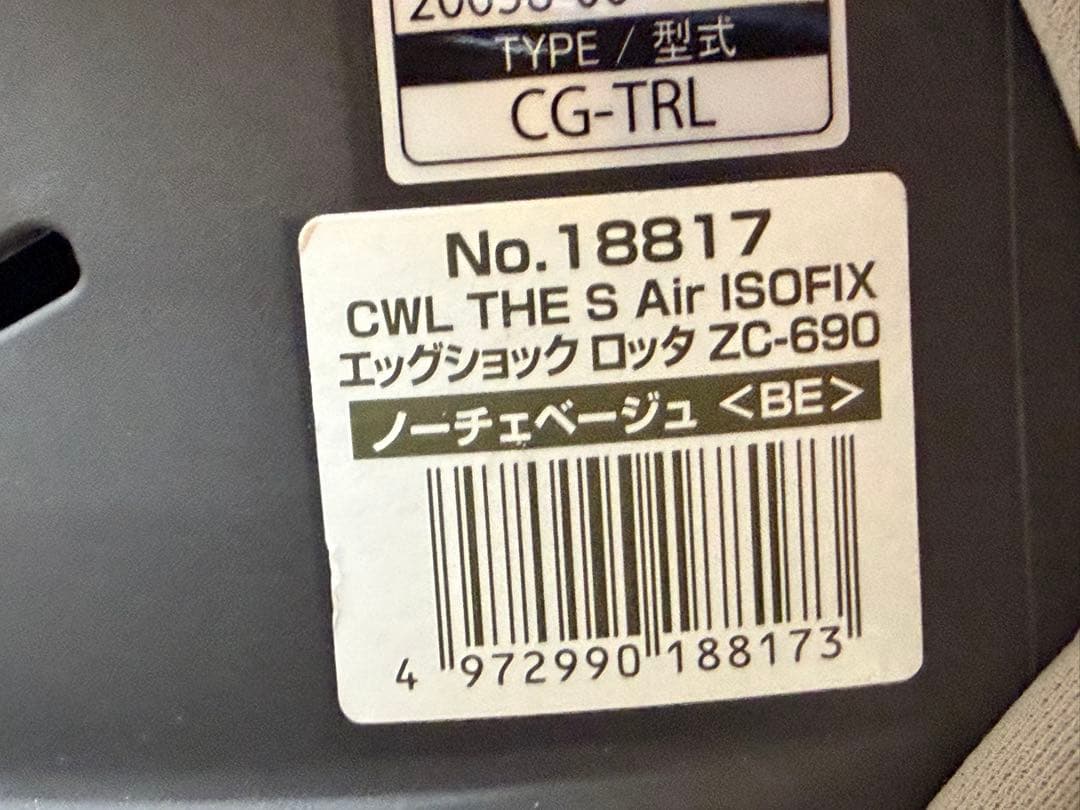 TYPE / 型式
CG-TRL
No.18817
CWL THE S Air ISOFIX
エッグショック ロッタ ZC-690
ノーチェベージュ <BE>
4 972990 188173